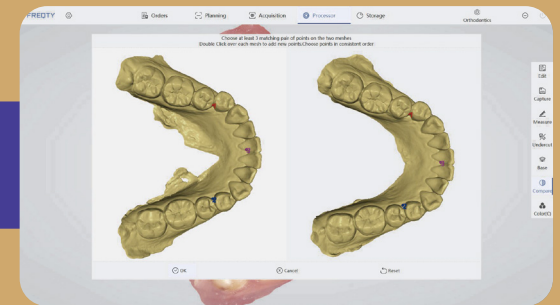 FREQTY
Orders
Planning
Acquisition
Processor
Storage
Orthodontics
Choose at least 3 matching pair of points on the two meshes
Double Click over each mesh to add new points,Choose points in consistent order
Edit
Capture
Measure
Undercut
Base
Compare
OK
Cancel
Reset